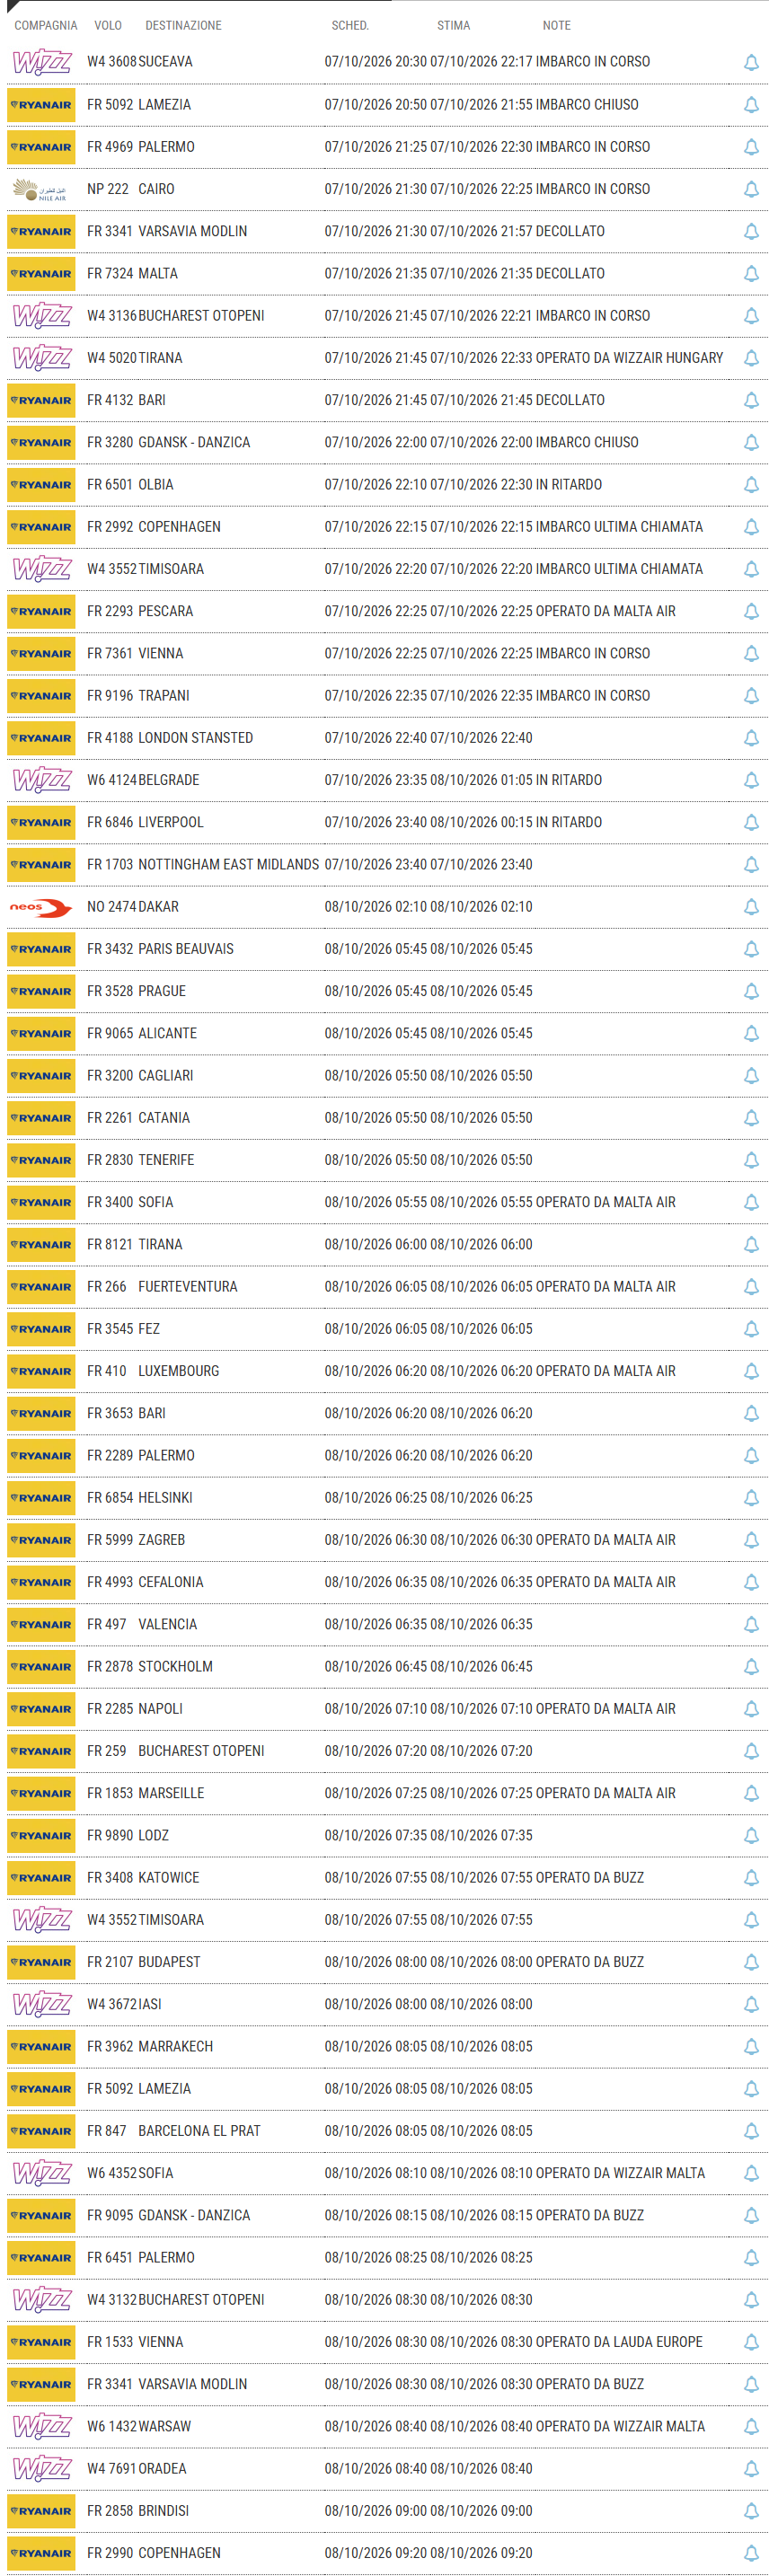 COMPAGNIA VOLO DESTINAZIONE SCHED. STIMA NOTE
WIZZ W4 3608 SUCEAVA 07/10/2026 20:30 07/10/2026 22:17 IMBARCO IN CORSO
RYANAIR FR 5092 LAMEZIA 07/10/2026 20:50 07/10/2026 21:55 IMBARCO CHIUSO
RYANAIR FR 4969 PALERMO 07/10/2026 21:25 07/10/2026 22:30 IMBARCO IN CORSO
النيل للطيران NILE AIR NP 222 CAIRO 07/10/2026 21:30 07/10/2026 22:25 IMBARCO IN CORSO
RYANAIR FR 3341 VARSAVIA MODLIN 07/10/2026 21:30 07/10/2026 21:57 DECOLLATO
RYANAIR FR 7324 MALTA 07/10/2026 21:35 07/10/2026 21:35 DECOLLATO
WIZZ W4 3136 BUCHAREST OTOPENI 07/10/2026 21:45 07/10/2026 22:21 IMBARCO IN CORSO
WIZZ W4 5020 TIRANA 07/10/2026 21:45 07/10/2026 22:33 OPERATO DA WIZZAIR HUNGARY
RYANAIR FR 4132 BARI 07/10/2026 21:45 07/10/2026 21:45 DECOLLATO
RYANAIR FR 3280 GDANSK - DANZICA 07/10/2026 22:00 07/10/2026 22:00 IMBARCO CHIUSO
RYANAIR FR 6501 OLBIA 07/10/2026 22:10 07/10/2026 22:30 IN RITARDO
RYANAIR FR 2992 COPENHAGEN 07/10/2026 22:15 07/10/2026 22:15 IMBARCO ULTIMA CHIAMATA
WIZZ W4 3552 TIMISOARA 07/10/2026 22:20 07/10/2026 22:20 IMBARCO ULTIMA CHIAMATA
RYANAIR FR 2293 PESCARA 07/10/2026 22:25 07/10/2026 22:25 OPERATO DA MALTA AIR
RYANAIR FR 7361 VIENNA 07/10/2026 22:25 07/10/2026 22:25 IMBARCO IN CORSO
RYANAIR FR 9196 TRAPANI 07/10/2026 22:35 07/10/2026 22:35 IMBARCO IN CORSO
RYANAIR FR 4188 LONDON STANSTED 07/10/2026 22:40 07/10/2026 22:40
WIZZ W6 4124 BELGRADE 07/10/2026 23:35 08/10/2026 01:05 IN RITARDO
RYANAIR FR 6846 LIVERPOOL 07/10/2026 23:40 08/10/2026 00:15 IN RITARDO
RYANAIR FR 1703 NOTTINGHAM EAST MIDLANDS 07/10/2026 23:40 07/10/2026 23:40
neos NO 2474 DAKAR 08/10/2026 02:10 08/10/2026 02:10
RYANAIR FR 3432 PARIS BEAUVAIS 08/10/2026 05:45 08/10/2026 05:45
RYANAIR FR 3528 PRAGUE 08/10/2026 05:45 08/10/2026 05:45
RYANAIR FR 9065 ALICANTE 08/10/2026 05:45 08/10/2026 05:45
RYANAIR FR 3200 CAGLIARI 08/10/2026 05:50 08/10/2026 05:50
RYANAIR FR 2261 CATANIA 08/10/2026 05:50 08/10/2026 05:50
RYANAIR FR 2830 TENERIFE 08/10/2026 05:50 08/10/2026 05:50
RYANAIR FR 3400 SOFIA 08/10/2026 05:55 08/10/2026 05:55 OPERATO DA MALTA AIR
RYANAIR FR 8121 TIRANA 08/10/2026 06:00 08/10/2026 06:00
RYANAIR FR 266 FUERTEVENTURA 08/10/2026 06:05 08/10/2026 06:05 OPERATO DA MALTA AIR
RYANAIR FR 3545 FEZ 08/10/2026 06:05 08/10/2026 06:05
RYANAIR FR 410 LUXEMBOURG 08/10/2026 06:20 08/10/2026 06:20 OPERATO DA MALTA AIR
RYANAIR FR 3653 BARI 08/10/2026 06:20 08/10/2026 06:20
RYANAIR FR 2289 PALERMO 08/10/2026 06:20 08/10/2026 06:20
RYANAIR FR 6854 HELSINKI 08/10/2026 06:25 08/10/2026 06:25
RYANAIR FR 5999 ZAGREB 08/10/2026 06:30 08/10/2026 06:30 OPERATO DA MALTA AIR
RYANAIR FR 4993 CEFALONIA 08/10/2026 06:35 08/10/2026 06:35 OPERATO DA MALTA AIR
RYANAIR FR 497 VALENCIA 08/10/2026 06:35 08/10/2026 06:35
RYANAIR FR 2878 STOCKHOLM 08/10/2026 06:45 08/10/2026 06:45
RYANAIR FR 2285 NAPOLI 08/10/2026 07:10 08/10/2026 07:10 OPERATO DA MALTA AIR
RYANAIR FR 259 BUCHAREST OTOPENI 08/10/2026 07:20 08/10/2026 07:20
RYANAIR FR 1853 MARSEILLE 08/10/2026 07:25 08/10/2026 07:25 OPERATO DA MALTA AIR
RYANAIR FR 9890 LODZ 08/10/2026 07:35 08/10/2026 07:35
RYANAIR FR 3408 KATOWICE 08/10/2026 07:55 08/10/2026 07:55 OPERATO DA BUZZ
WIZZ W4 3552 TIMISOARA 08/10/2026 07:55 08/10/2026 07:55
RYANAIR FR 2107 BUDAPEST 08/10/2026 08:00 08/10/2026 08:00 OPERATO DA BUZZ
WIZZ W4 3672 IASI 08/10/2026 08:00 08/10/2026 08:00
RYANAIR FR 3962 MARRAKECH 08/10/2026 08:05 08/10/2026 08:05
RYANAIR FR 5092 LAMEZIA 08/10/2026 08:05 08/10/2026 08:05
RYANAIR FR 847 BARCELONA EL PRAT 08/10/2026 08:05 08/10/2026 08:05
WIZZ W6 4352 SOFIA 08/10/2026 08:10 08/10/2026 08:10 OPERATO DA WIZZAIR MALTA
RYANAIR FR 9095 GDANSK - DANZICA 08/10/2026 08:15 08/10/2026 08:15 OPERATO DA BUZZ
RYANAIR FR 6451 PALERMO 08/10/2026 08:25 08/10/2026 08:25
WIZZ W4 3132 BUCHAREST OTOPENI 08/10/2026 08:30 08/10/2026 08:30
RYANAIR FR 1533 VIENNA 08/10/2026 08:30 08/10/2026 08:30 OPERATO DA LAUDA EUROPE
RYANAIR FR 3341 VARSAVIA MODLIN 08/10/2026 08:30 08/10/2026 08:30 OPERATO DA BUZZ
WIZZ W6 1432 WARSAW 08/10/2026 08:40 08/10/2026 08:40 OPERATO DA WIZZAIR MALTA
WIZZ W4 7691 ORADEA 08/10/2026 08:40 08/10/2026 08:40
RYANAIR FR 2858 BRINDISI 08/10/2026 09:00 08/10/2026 09:00
RYANAIR FR 2990 COPENHAGEN 08/10/2026 09:20 08/10/2026 09:20